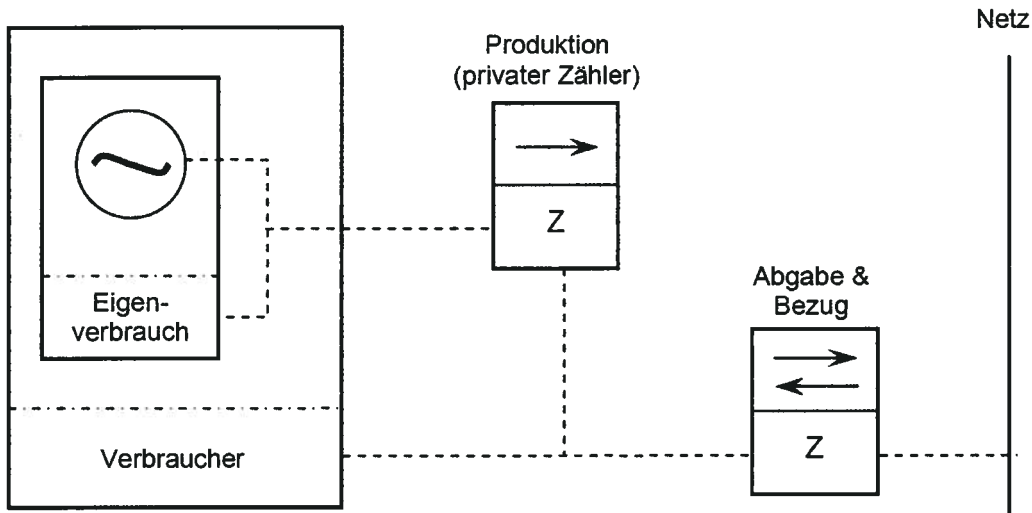 Netz
Produktion
(privater Zähler)
Z
Eigen-
verbrauch
Abgabe &
Bezug
Z
Verbraucher